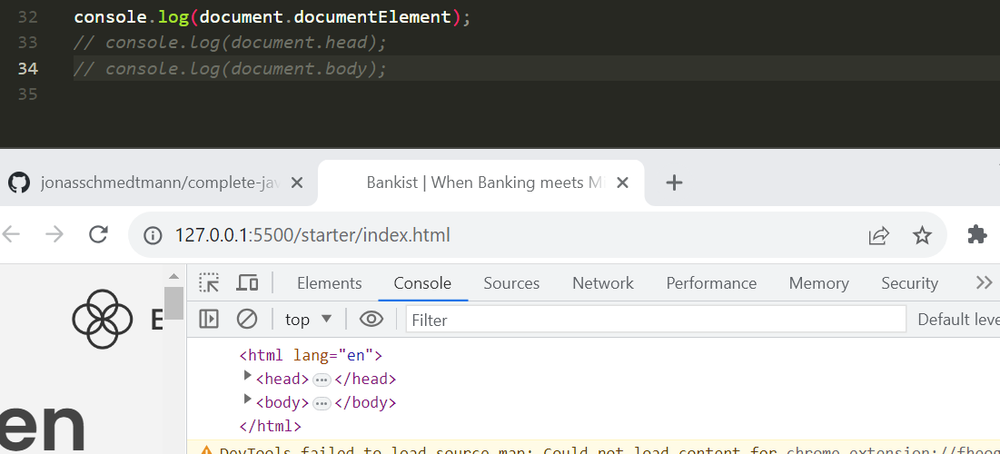 32 console.log(document.documentElement);
33 // console.log(document.head);
34 // console.log(document.body);
35
jonasschmedtmann/complete-jav
Bankist | When Banking meets M
127.0.0.1:5500/starter/index.html
Elements Console Sources Network Performance Memory Security
top Filter Default leve
<html lang="en">
<head> … </head>
<body> … </body>
</html>
en
DevTools failed to load source map: Could not load content for chrome-extension://fheog